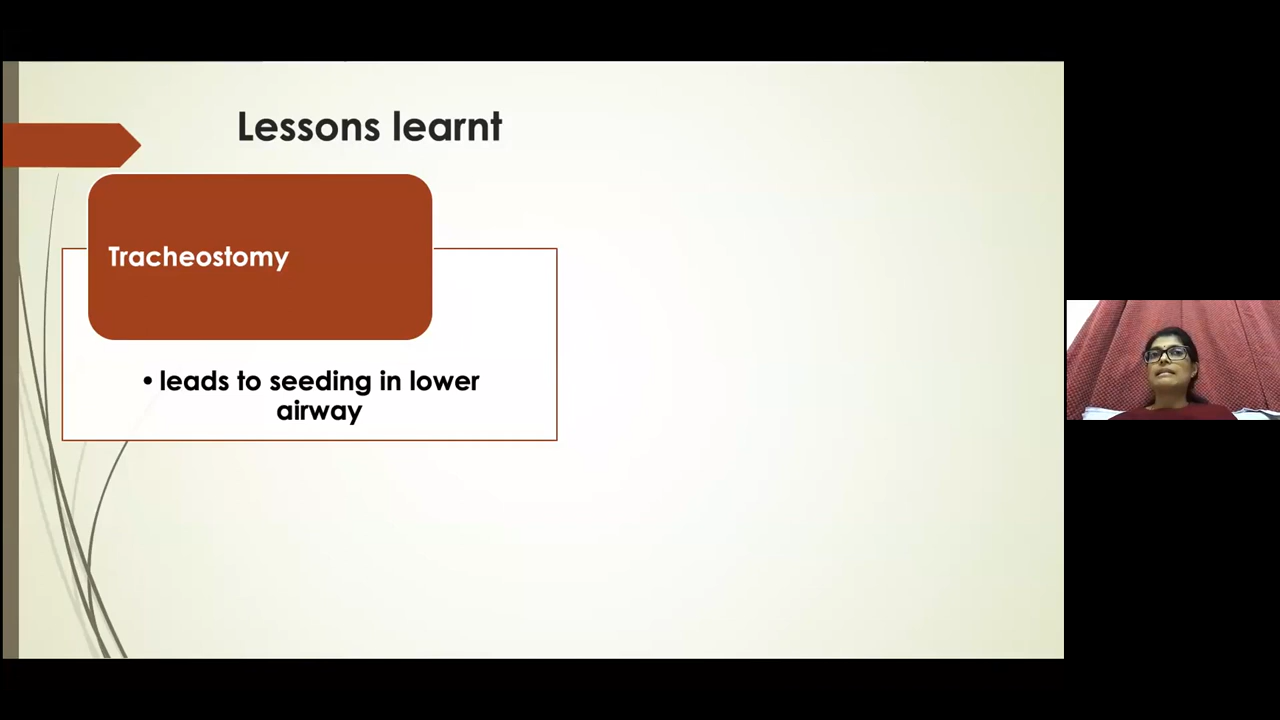 Lessons learnt
Tracheostomy
• leads to seeding in lower
airway